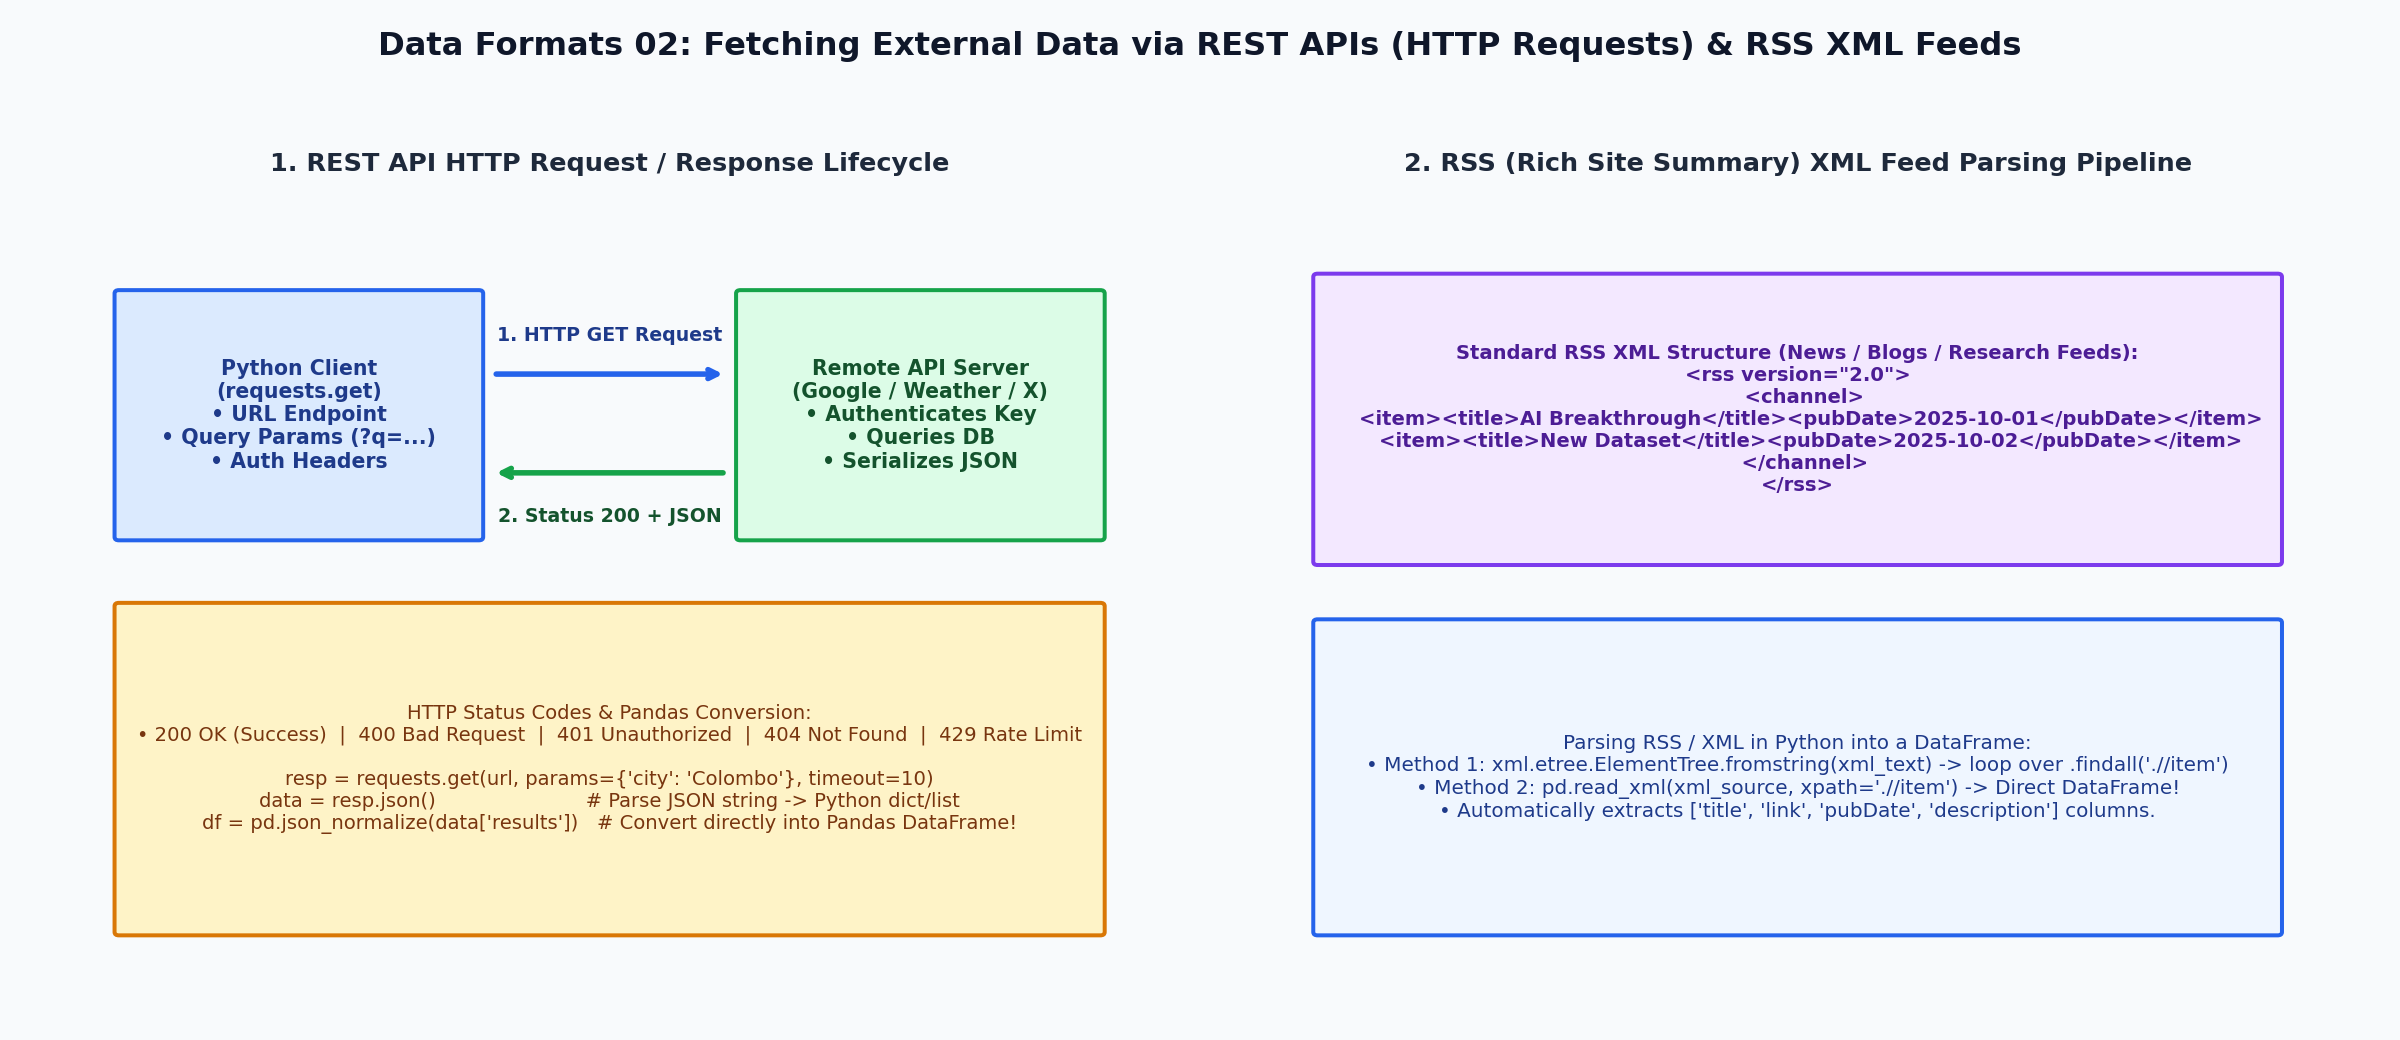 Data Formats 02: Fetching External Data via REST APIs (HTTP Requests) & RSS XML Feeds
1. REST API HTTP Request / Response Lifecycle
Python Client
(requests.get)
• URL Endpoint
• Query Params (?q=...)
• Auth Headers
1. HTTP GET Request
2. Status 200 + JSON
Remote API Server
(Google / Weather / X)
• Authenticates Key
• Queries DB
• Serializes JSON
HTTP Status Codes & Pandas Conversion:
• 200 OK (Success)  |  400 Bad Request  |  401 Unauthorized  |  404 Not Found  |  429 Rate Limit
resp = requests.get(url, params={'city': 'Colombo'}, timeout=10)
data = resp.json()                        # Parse JSON string -> Python dict/list
df = pd.json_normalize(data['results'])   # Convert directly into Pandas DataFrame!
2. RSS (Rich Site Summary) XML Feed Parsing Pipeline
Standard RSS XML Structure (News / Blogs / Research Feeds):
<rss version="2.0">
<channel>
<item><title>AI Breakthrough</title><pubDate>2025-10-01</pubDate></item>
<item><title>New Dataset</title><pubDate>2025-10-02</pubDate></item>
</channel>
</rss>
Parsing RSS / XML in Python into a DataFrame:
• Method 1: xml.etree.ElementTree.fromstring(xml_text) -> loop over .findall('.//item')
• Method 2: pd.read_xml(xml_source, xpath='.//item') -> Direct DataFrame!
• Automatically extracts ['title', 'link', 'pubDate', 'description'] columns.